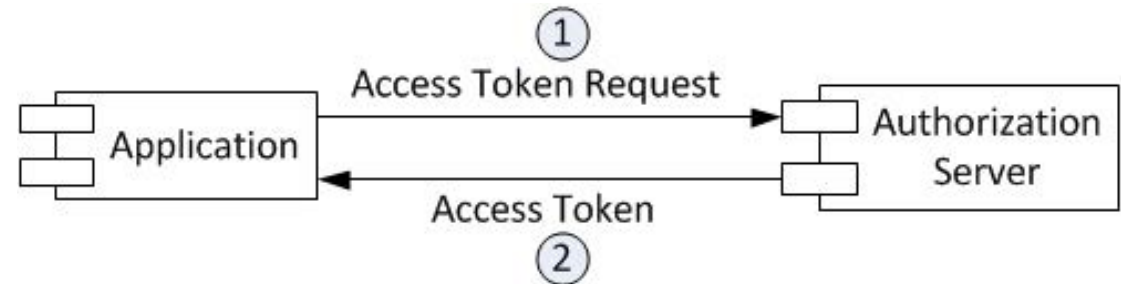 1
Access Token Request
Application
Authorization
Server
Access Token
2